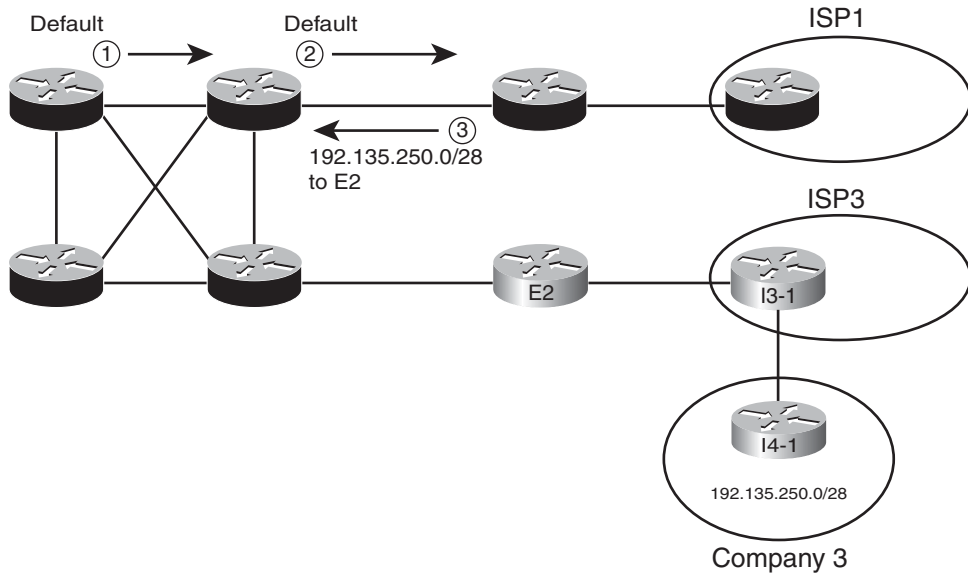 ISP1
Default
①
Default
②
③
192.135.250.0/28
to E2
ISP3
E2
I3-1
I4-1
192.135.250.0/28
Company 3